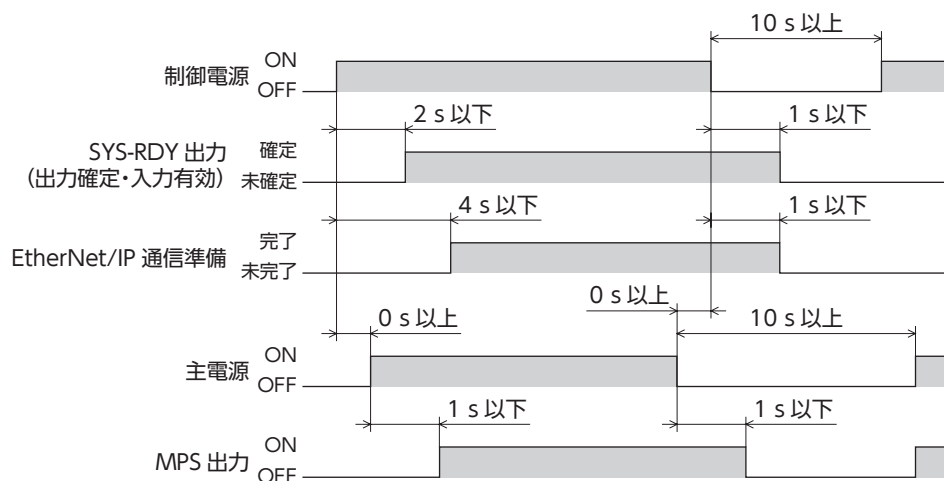 10 s 以上
制御電源 ON
OFF
2 s 以下 1 s 以下
SYS-RDY 出力 確定
(出力確定・入力有効) 未確定
4 s 以下 1 s 以下
EtherNet/IP 通信準備 完了
未完了
0 s 以上
0 s 以上 10 s 以上
主電源 ON
OFF
1 s 以下 1 s 以下
MPS 出力 ON
OFF